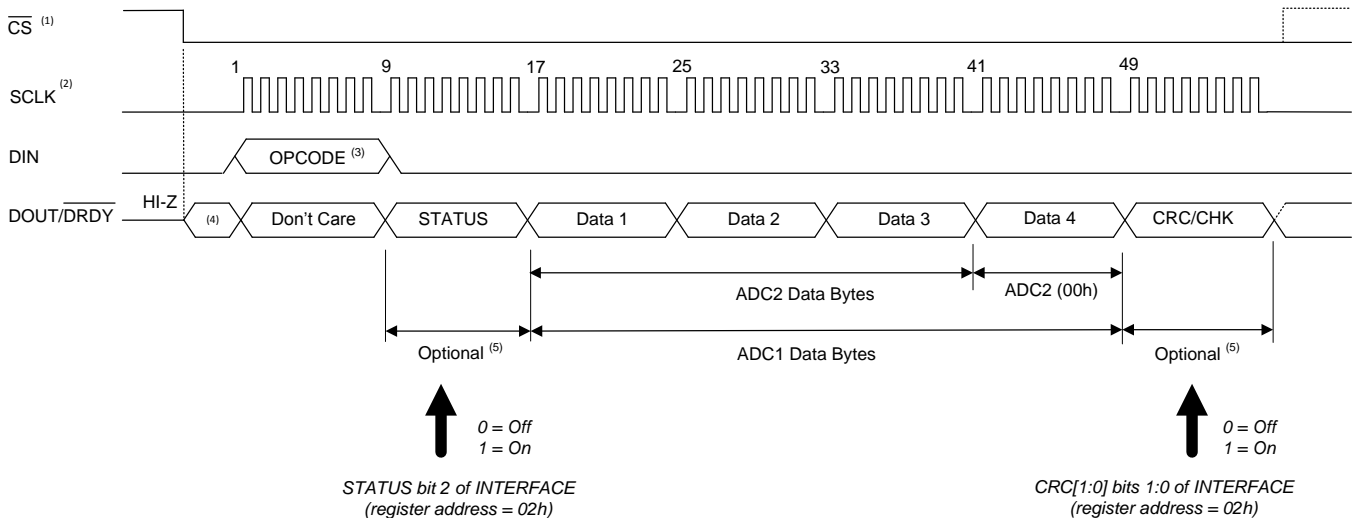 CS (1)
1 9 17 25 33 41 49
SCLK (2)
DIN OPCODE (3)
DOUT/DRDY HI-Z (4) Don't Care STATUS Data 1 Data 2 Data 3 Data 4 CRC/CHK
ADC2 Data Bytes ADC2 (00h)
Optional (5) ADC1 Data Bytes Optional (5)
0 = Off
1 = On
0 = Off
1 = On
STATUS bit 2 of INTERFACE
(register address = 02h)
CRC[1:0] bits 1:0 of INTERFACE
(register address = 02h)